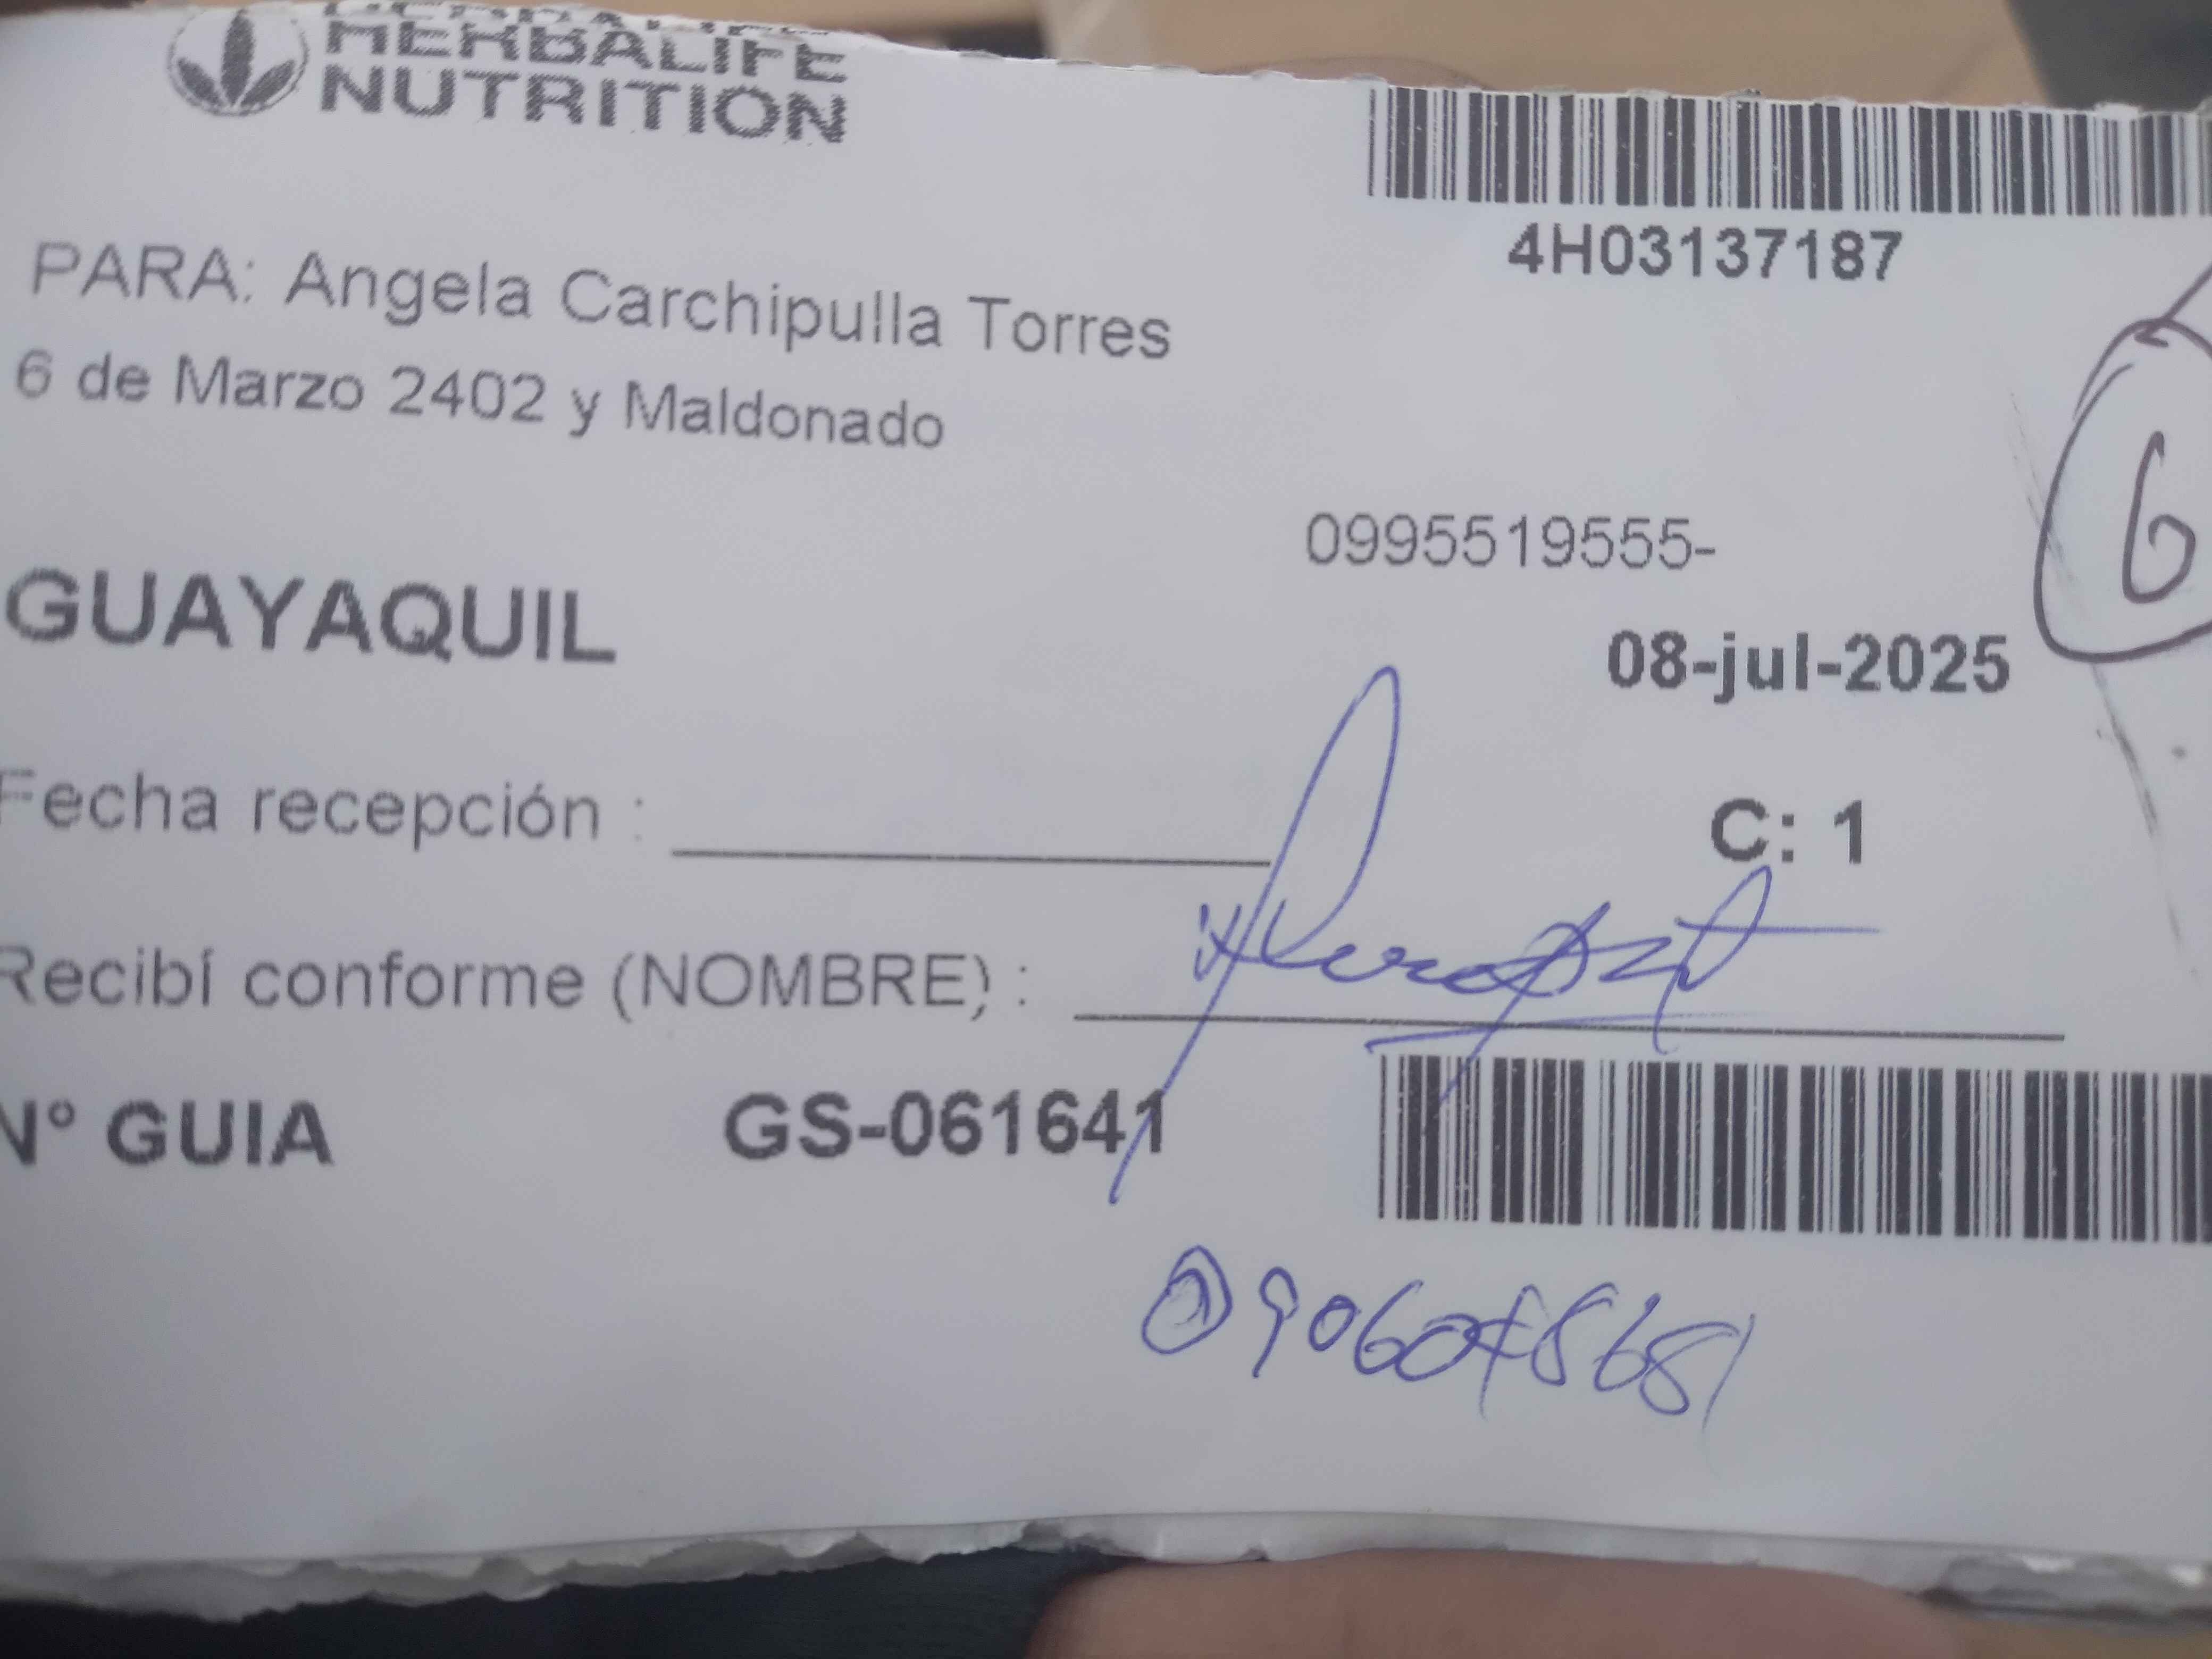 HERBALIFE
NUTRITION
4H03137187
PARA: Angela Carchipulla Torres
6 de Marzo 2402 y Maldonado
6
0995519555-
GUAYAQUIL
08-jul-2025
Fecha recepción :
C: 1
Recibí conforme (NOMBRE) :
N° GUIA GS-061641